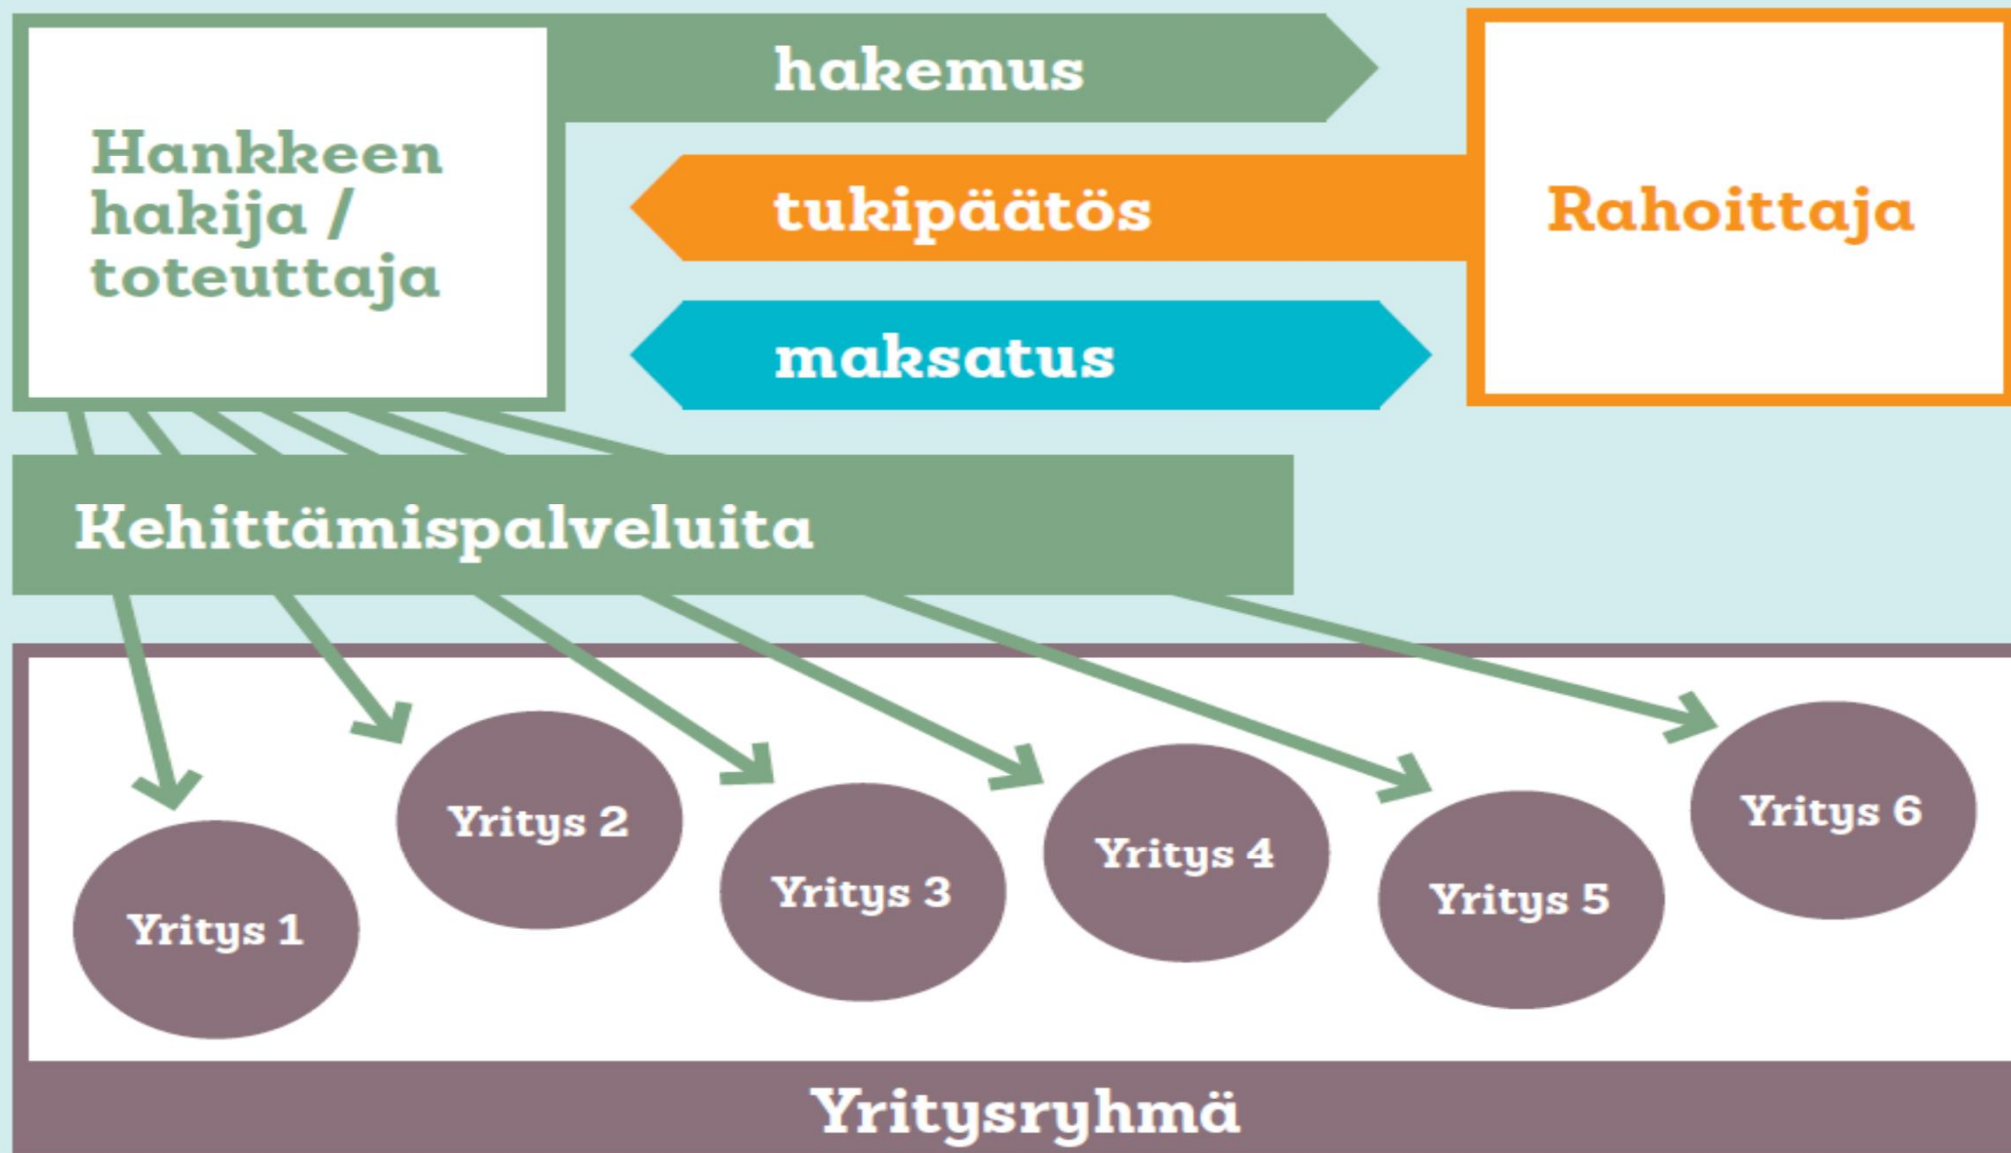 hakemus
Hankkeen
hakija /
toteuttaja
tukipäätös
Rahoittaja
maksatus
Kehittämispalveluita
Yritys 1
Yritys 2
Yritys 3
Yritys 4
Yritys 5
Yritys 6
Yritysryhmä